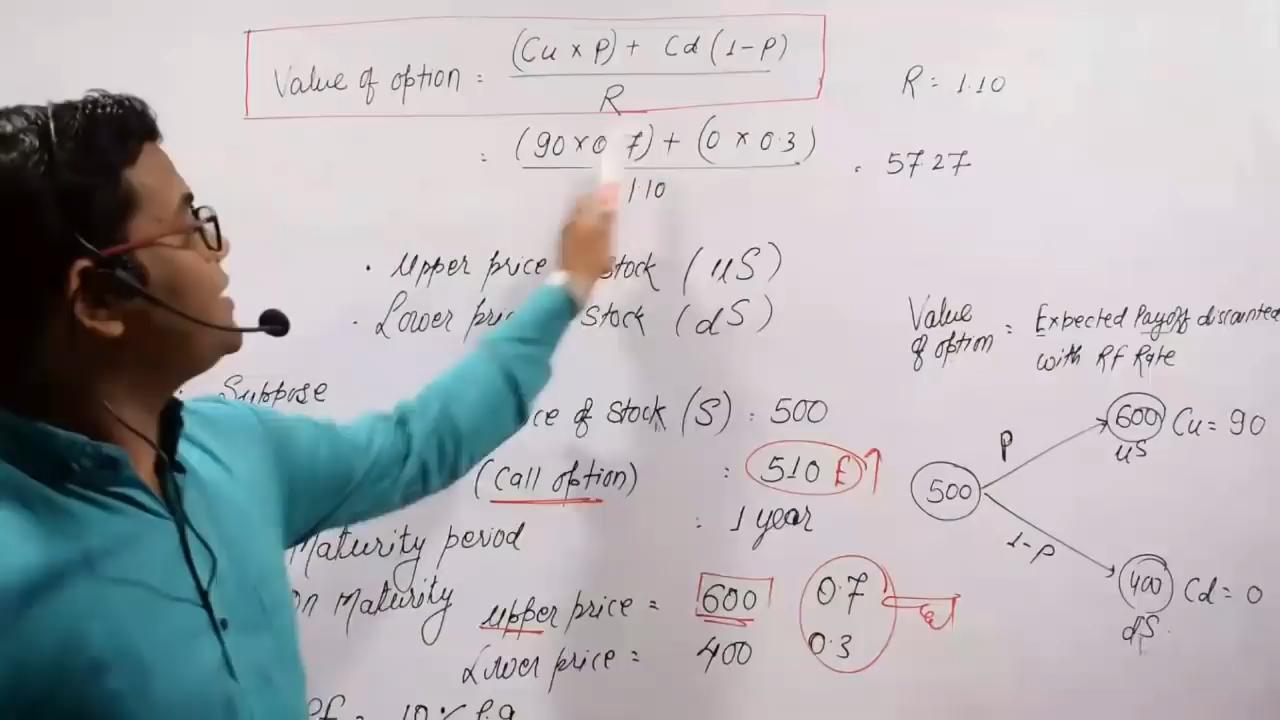 Value of option = (Cu x P) + Cd (1-P)
R
R = 1.10
= (90 x 0.7) + (0 x 0.3)
1.10
= 57.27
· Upper price Stock (uS)
· Lower Stock (dS)
Suppose
of Stock (S) : 500
(Call option) : 510 E ↑
Maturity period : 1 year
on Maturity
Upper price = 600 0.7
Lower price = 400 0.3
Rf = 10% P.a
Value of option = Expected Payoff discounted with Rf Rate
500
P
600 Cu = 90
uS
1-P
400 Cd = 0
dS